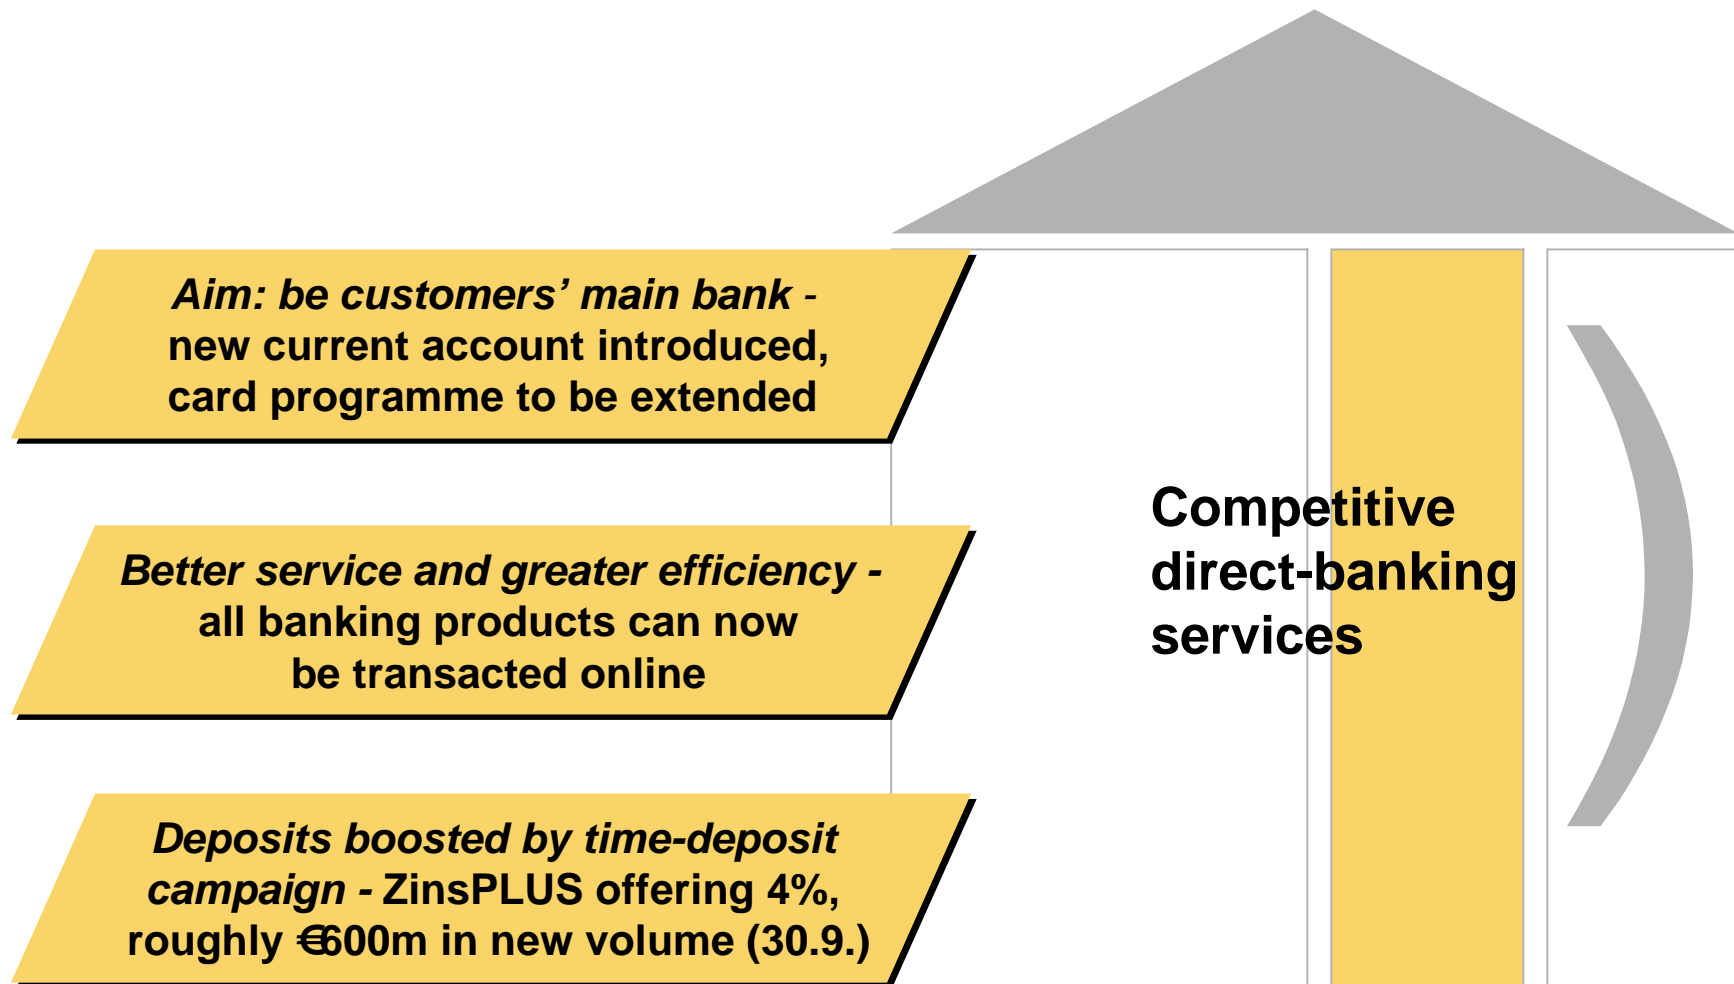 Aim: be customers’ main bank -
new current account introduced,
card programme to be extended
Better service and greater efficiency -
all banking products can now
be transacted online
Deposits boosted by time-deposit
campaign - ZinsPLUS offering 4%,
roughly €600m in new volume (30.9.)
Competitive
direct-banking
services